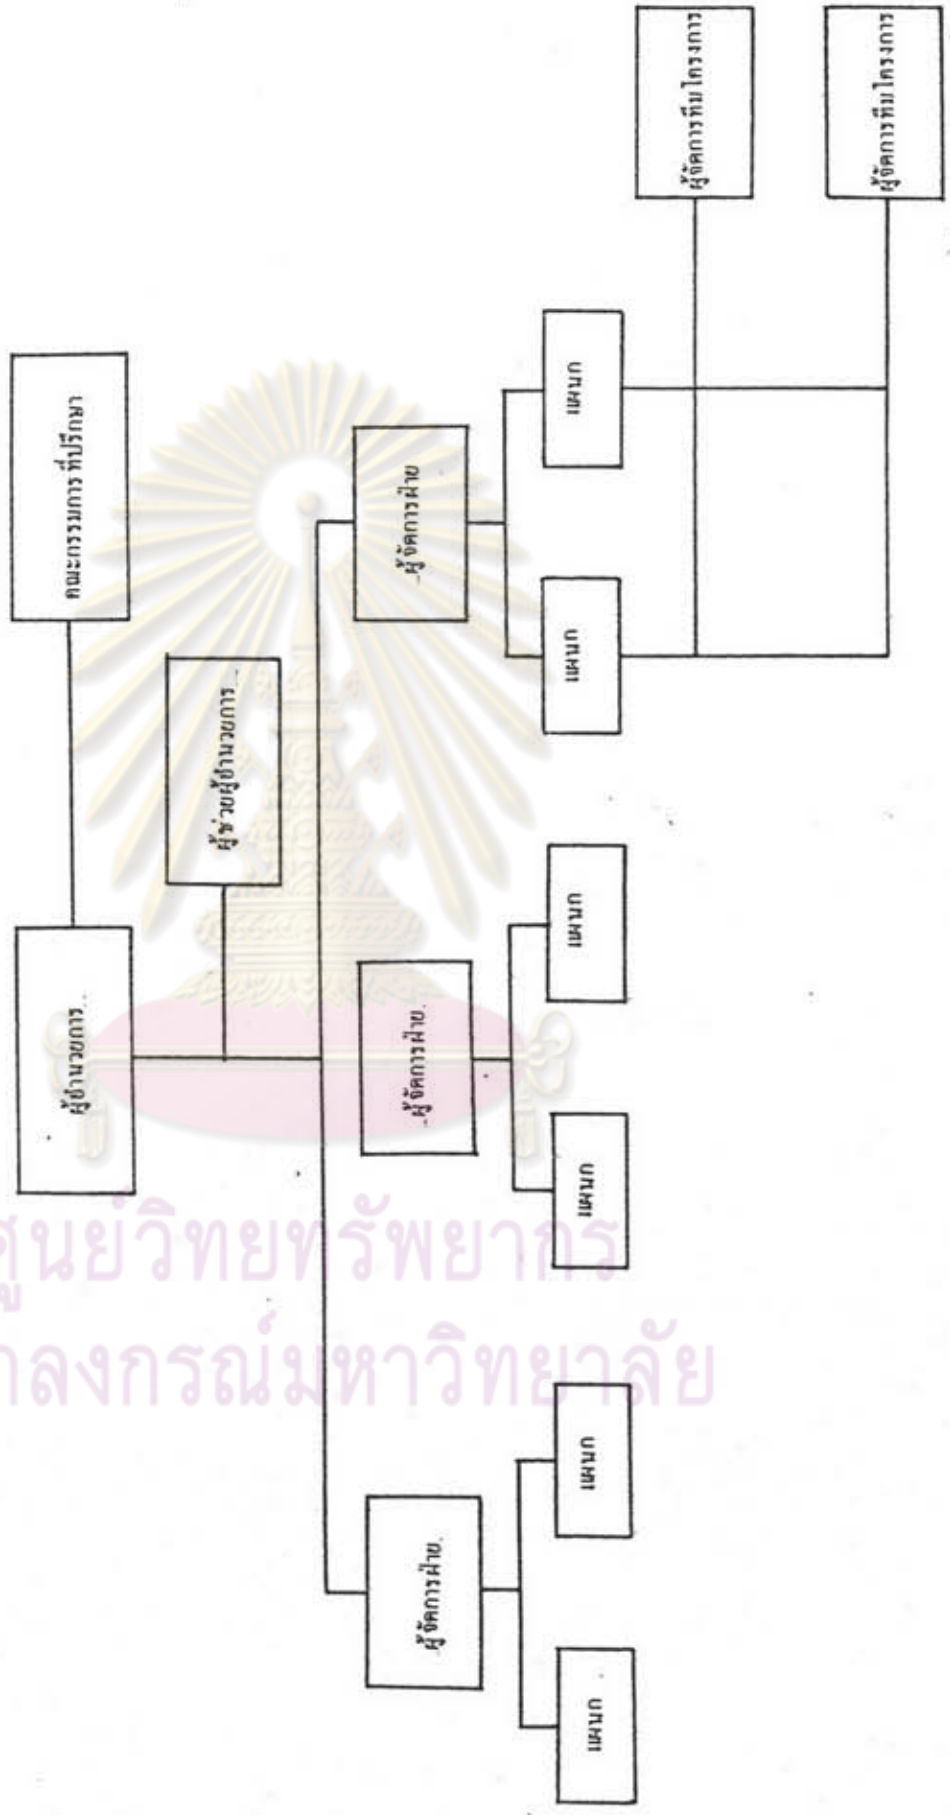 คณะกรรมการ ที่ปรึกษา
ผู้อำนวยการ...
ผู้ช่วยผู้อำนวยการ...
ผู้จัดการฝ่าย.
ผู้จัดการฝ่าย.
ผู้จัดการฝ่าย
แผนก
แผนก
แผนก
แผนก
แผนก
แผนก
ผู้จัดการทีมโครงการ
ผู้จัดการทีมโครงการ
ศูนย์วิทยทรัพยากร
าลงกรณ์มหาวิทยาลัย